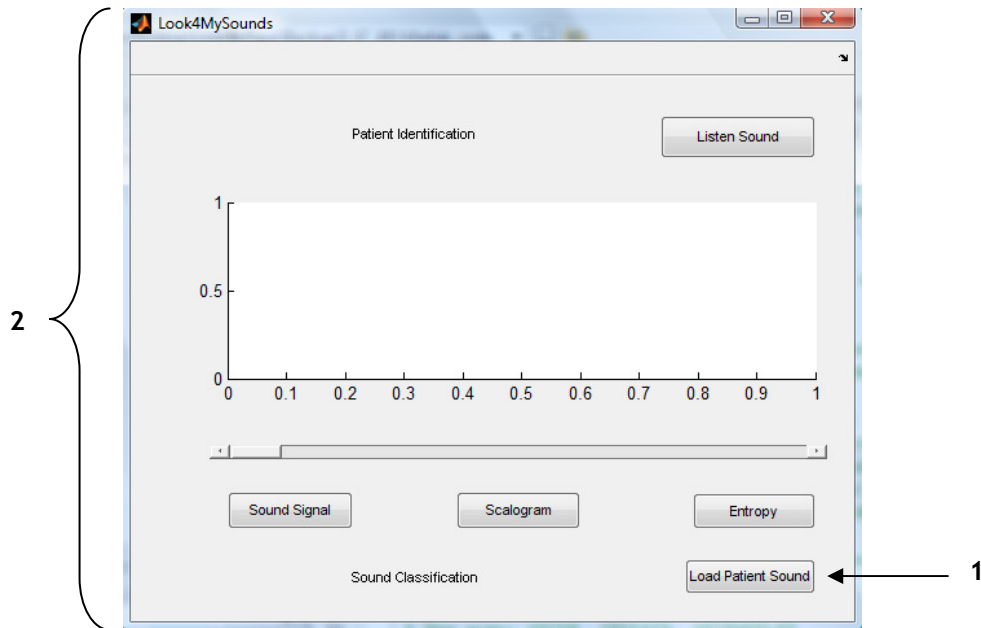 Look4MySounds
Patient Identification
Listen Sound
1
0.5
0
0 0.1 0.2 0.3 0.4 0.5 0.6 0.7 0.8 0.9 1
2
Sound Signal Scalogram Entropy
Sound Classification
Load Patient Sound
1